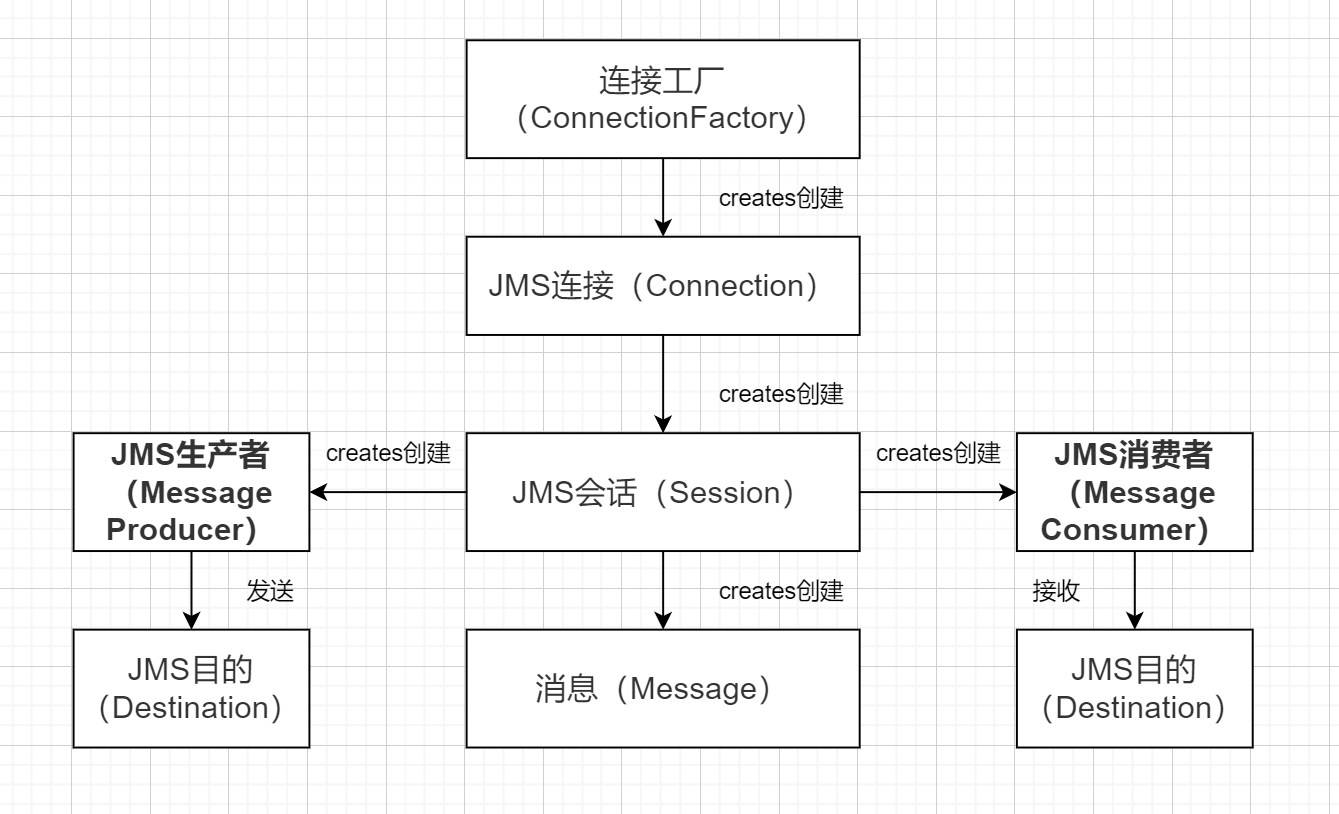 连接工厂
（ConnectionFactory）
creates创建
JMS连接（Connection）
creates创建
JMS生产者
（Message
Producer）
creates创建
JMS会话（Session）
creates创建
JMS消费者
（Message
Consumer）
发送
creates创建
接收
JMS目的
（Destination）
消息（Message）
JMS目的
（Destination）